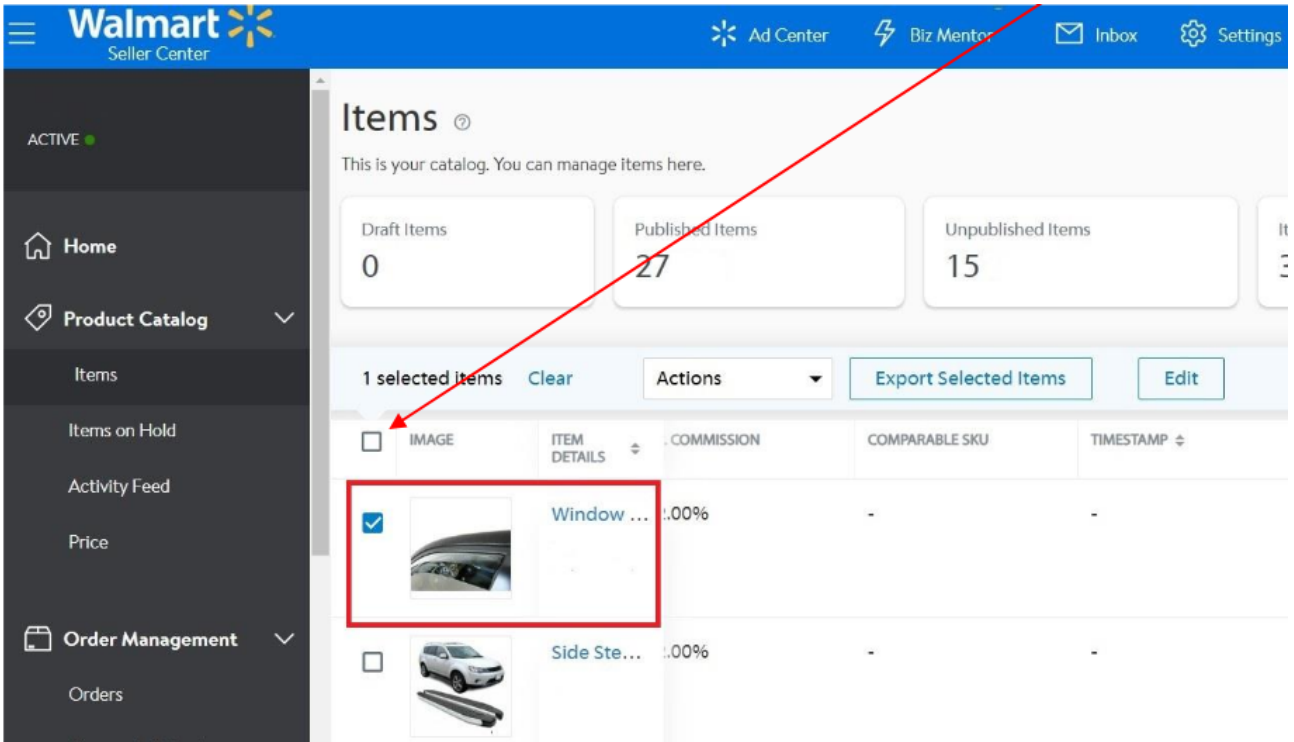 Walmart
Seller Center
Ad Center
Biz Mentor
Inbox
Settings
ACTIVE
Home
Product Catalog
Items
Items on Hold
Activity Feed
Price
Order Management
Orders
Items
This is your catalog. You can manage items here.
Draft Items
0
Published Items
27
Unpublished Items
15
It
1 selected items
Clear
Actions
Export Selected Items
Edit
IMAGE
ITEM
DETAILS
. COMMISSION
COMPARABLE SKU
TIMESTAMP
Window ...
.00%
-
-
Side Ste...
.00%
-
-